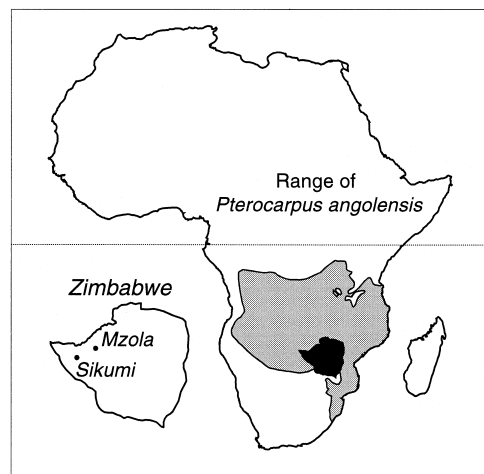 Range of
Pterocarpus angolensis
Zimbabwe
Mzola
Sikumi